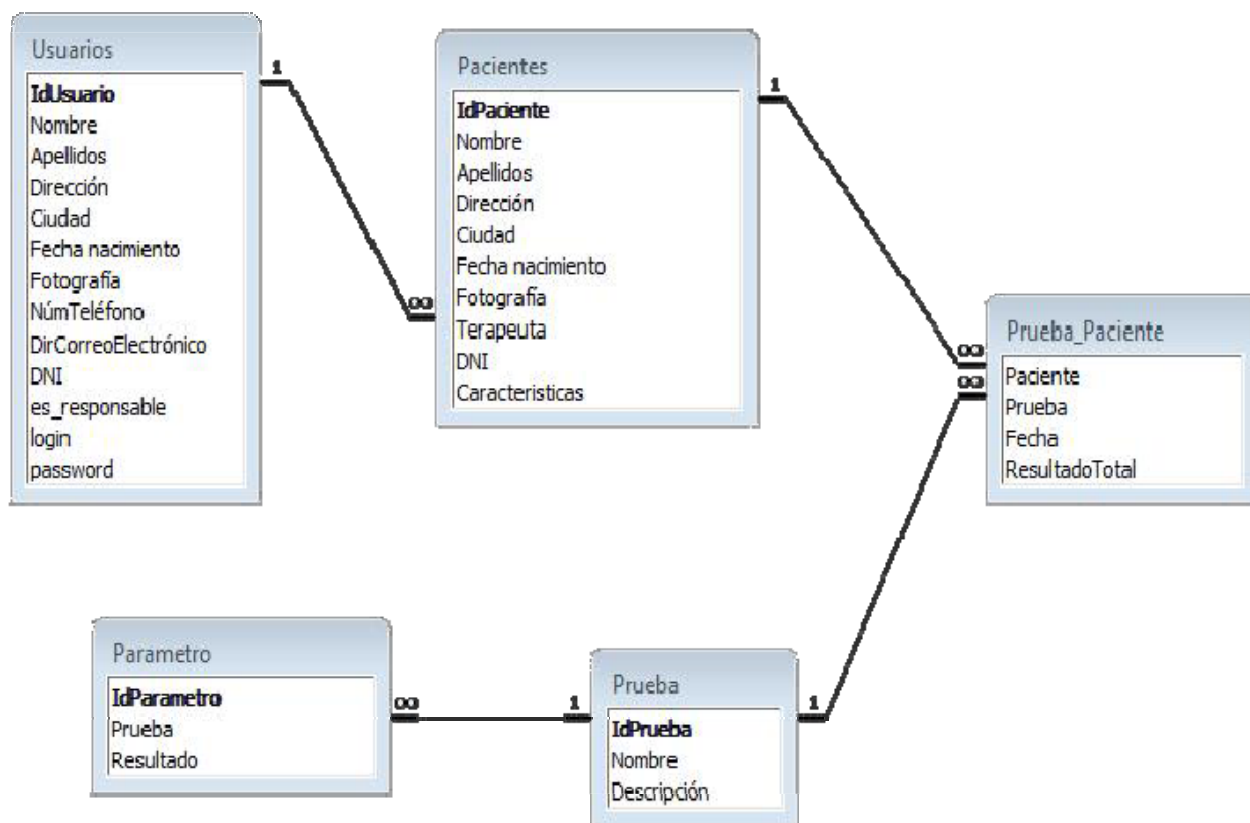 Usuarios
IdUsuario
Nombre
Apellidos
Dirección
Ciudad
Fecha nacimiento
Fotografía
NúmTeléfono
DirCorreoElectrónico
DNI
es_responsable
login
password
1
∞
Pacientes
IdPaciente
Nombre
Apellidos
Dirección
Ciudad
Fecha nacimiento
Fotografía
Terapeuta
DNI
Caracteristicas
1
∞
∞
Prueba_Paciente
Paciente
Prueba
Fecha
ResultadoTotal
Parametro
IdParametro
Prueba
Resultado
∞
1
Prueba
IdPrueba
Nombre
Descripción
1